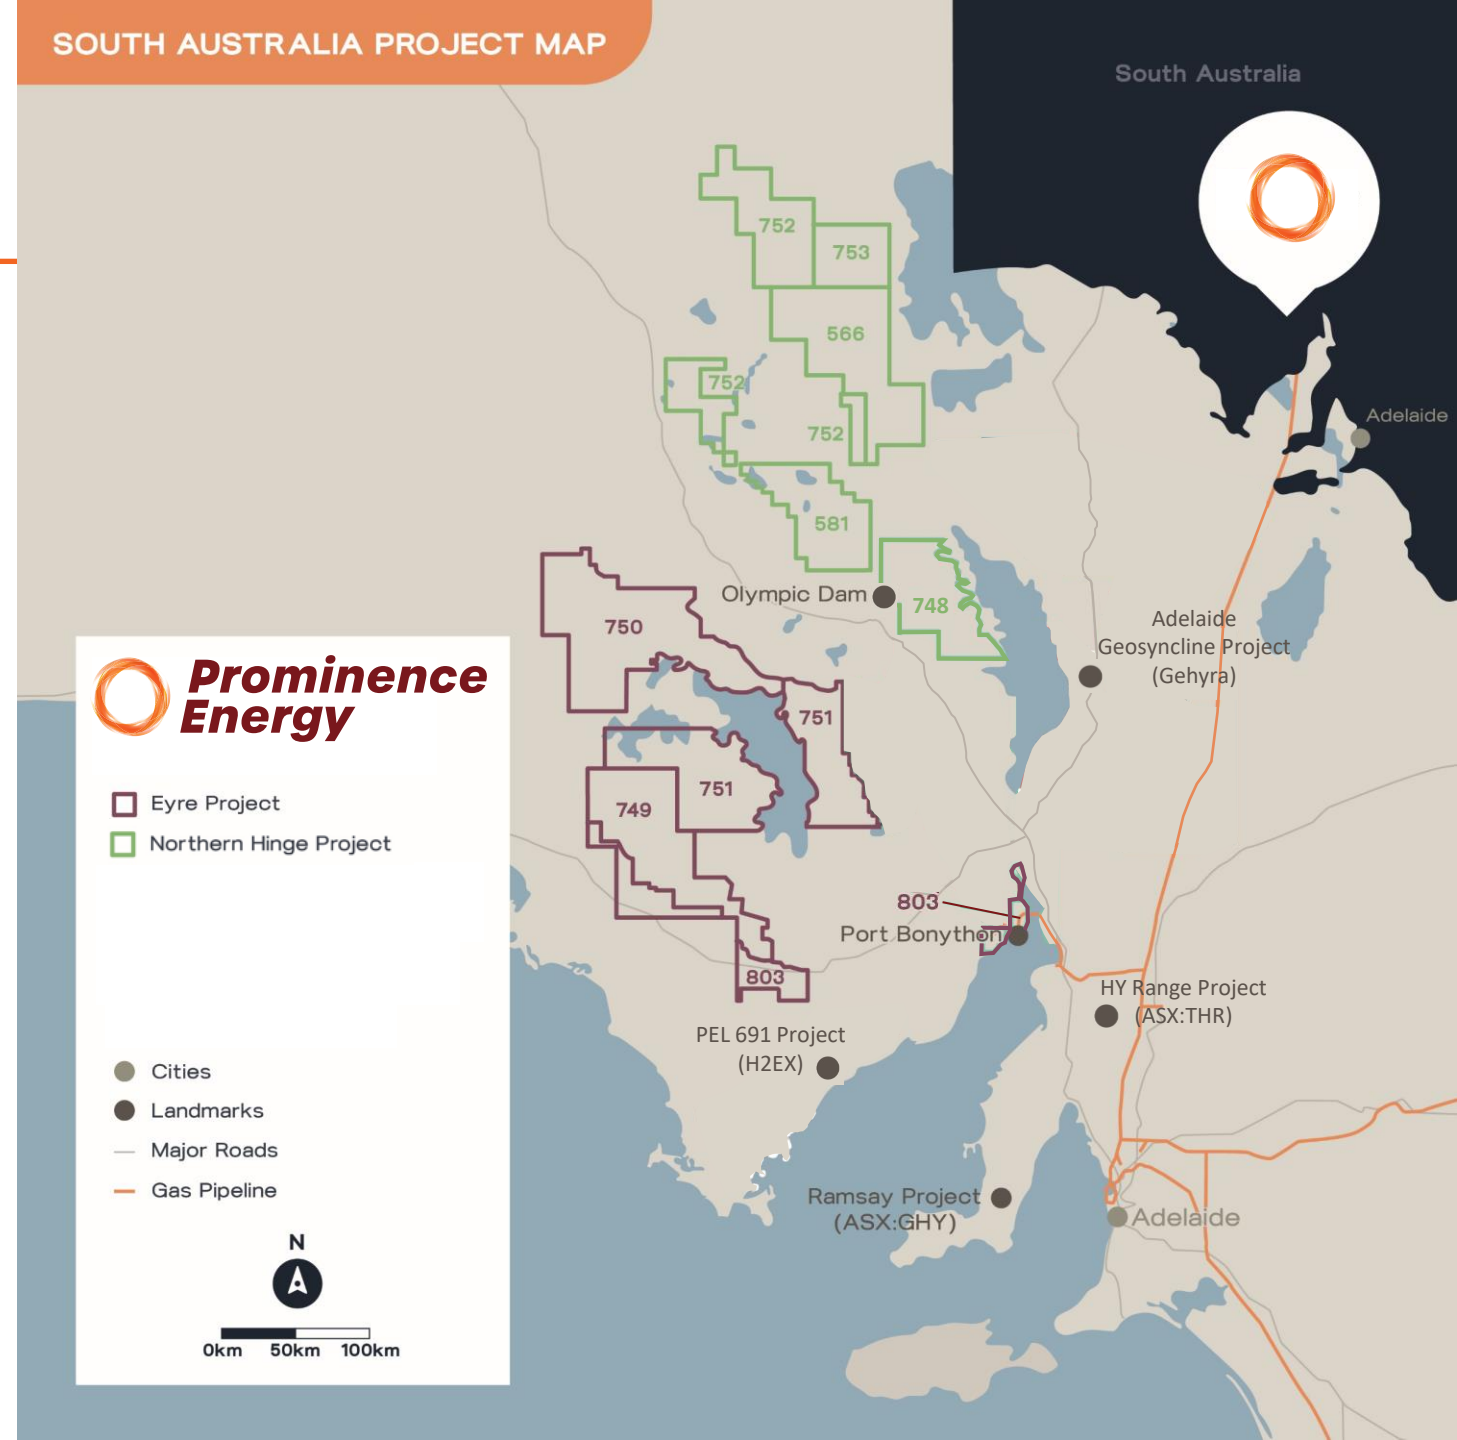 SOUTH AUSTRALIA PROJECT MAP
South Australia
Adelaide
752
753
566
752
752
581
748
Olympic Dam
Adelaide
Geosyncline Project
(Gehyra)
750
751
751
749
803
Port Bonython
803
HY Range Project
(ASX:THR)
PEL 691 Project
(H2EX)
Ramsay Project
(ASX:GHY)
Adelaide
Prominence
Energy
Eyre Project
Northern Hinge Project
Cities
Landmarks
Major Roads
Gas Pipeline
N
0km 50km 100km